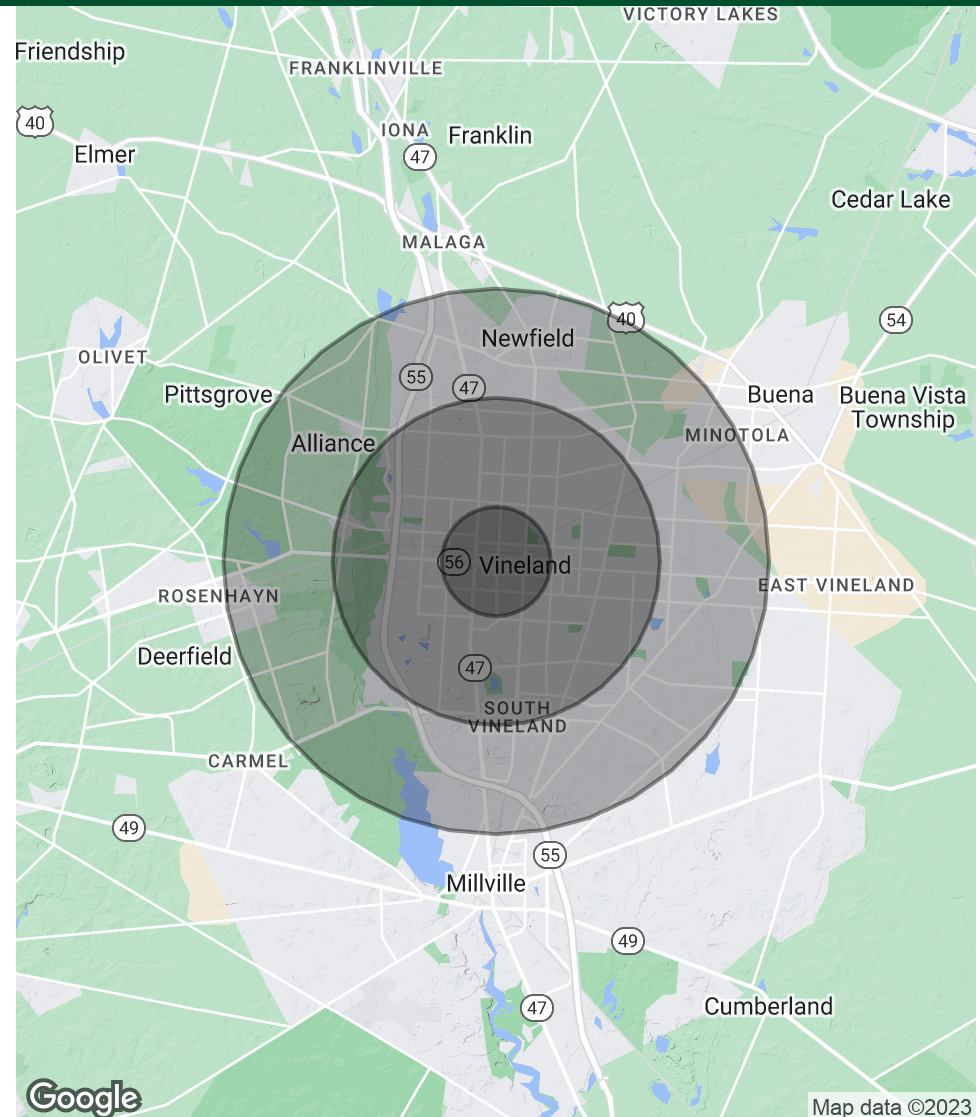 VICTORY LAKES
Friendship
FRANKLINVILLE
40
IONA
Franklin
Elmer
47
Cedar Lake
MALAGA
40
54
Newfield
OLIVET
55
47
Pittsgrove
Buena
Buena Vista
Township
Alliance
MINOTOLA
56
Vineland
EAST VINELAND
ROSENHAYN
Deerfield
47
SOUTH
VINELAND
CARMEL
49
55
Millville
49
47
Cumberland
Google
Map data ©2023